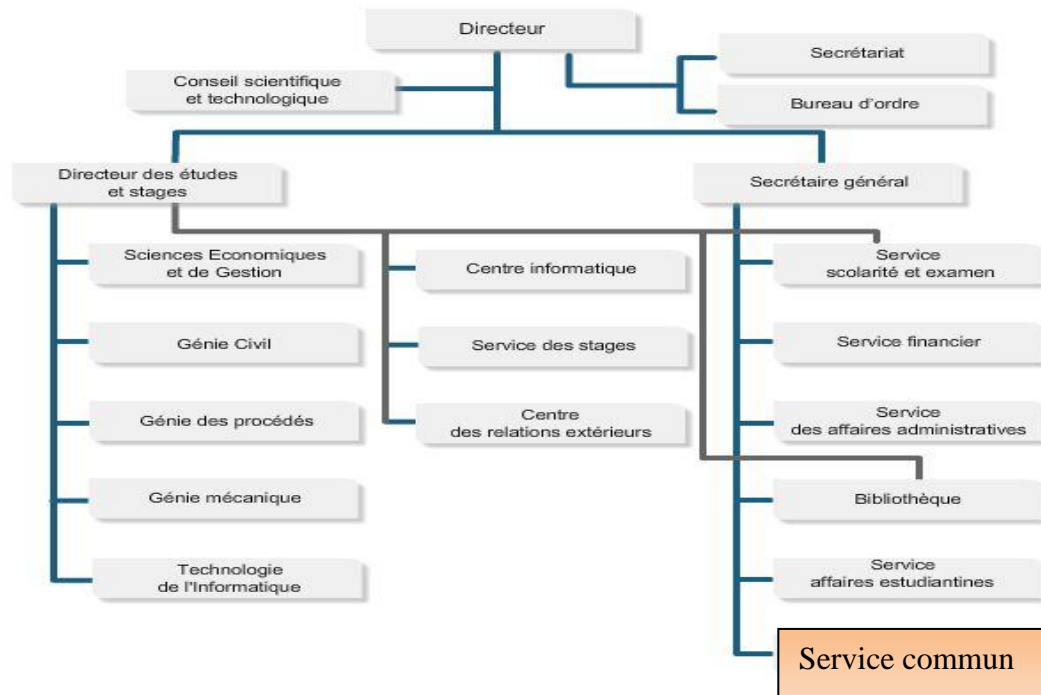 Directeur
Secrétariat
Conseil scientifique
et technologique
Bureau d'ordre
Directeur des études
et stages
Secrétaire général
Sciences Economiques
et de Gestion
Centre informatique
Service
scolarité et examen
Génie Civil
Service des stages
Service financier
Génie des procédés
Centre
des relations extérieurs
Service
des affaires administratives
Génie mécanique
Bibliothèque
Technologie
de l'Informatique
Service
affaires estudiantines
Service commun